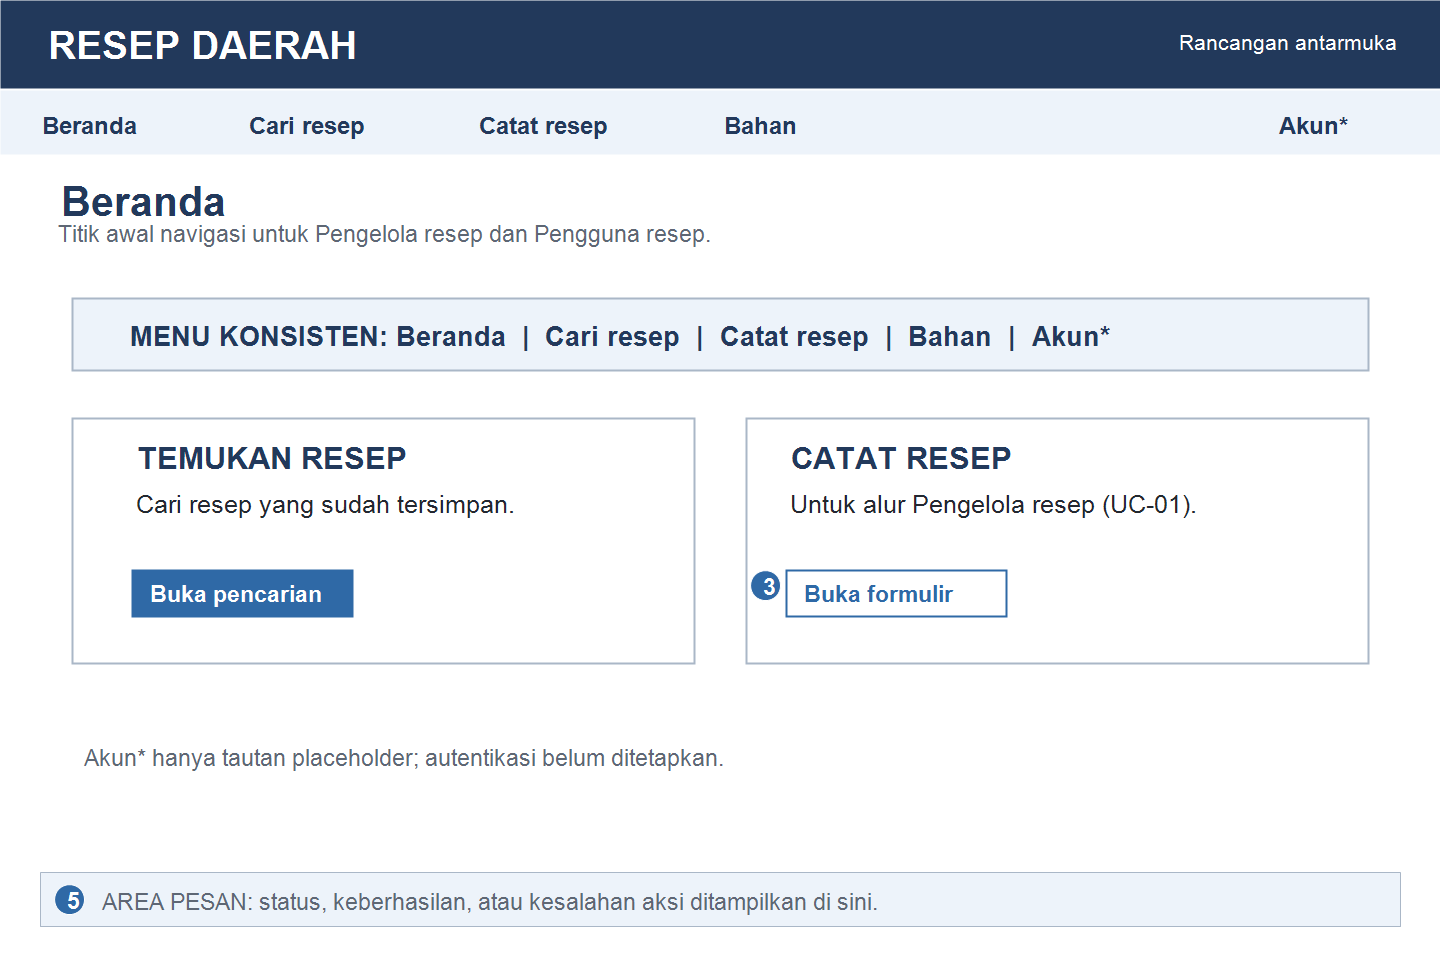 RESEP DAERAH
Rancangan antarmuka
Beranda Cari resep Catat resep Bahan Akun*
Beranda
Titik awal navigasi untuk Pengelola resep dan Pengguna resep.
MENU KONSISTEN: Beranda | Cari resep | Catat resep | Bahan | Akun*
TEMUKAN RESEP
Cari resep yang sudah tersimpan.
Buka pencarian
CATAT RESEP
Untuk alur Pengelola resep (UC-01).
3 Buka formulir
Akun* hanya tautan placeholder; autentikasi belum ditetapkan.
5 AREA PESAN: status, keberhasilan, atau kesalahan aksi ditampilkan di sini.